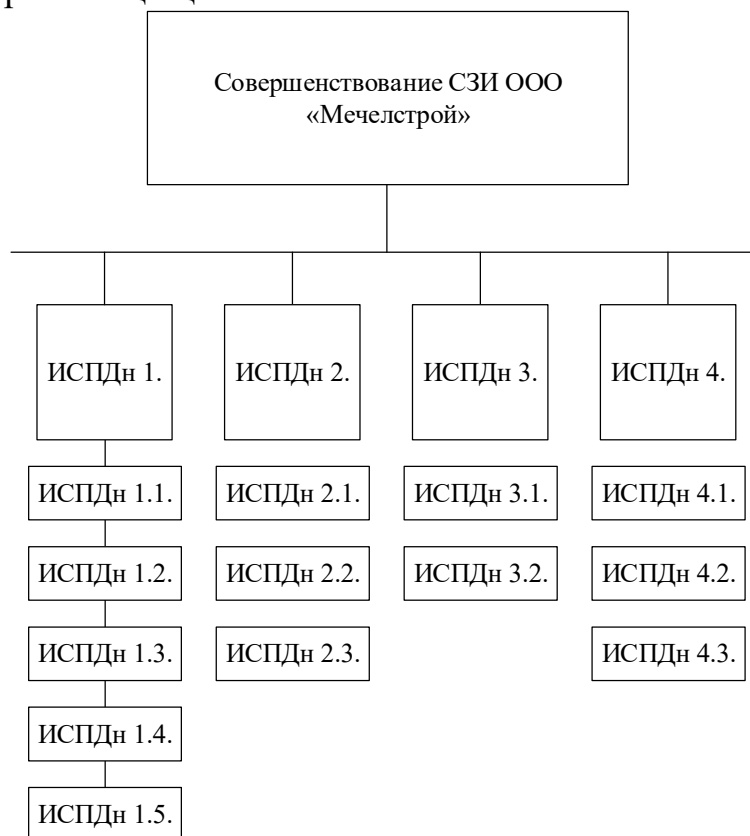 Совершенствование СЗИ ООО
«Мечелстрой»
ИСПДн 1.
ИСПДн 2.
ИСПДн 3.
ИСПДн 4.
ИСПДн 1.1.
ИСПДн 2.1.
ИСПДн 3.1.
ИСПДн 4.1.
ИСПДн 1.2.
ИСПДн 2.2.
ИСПДн 3.2.
ИСПДн 4.2.
ИСПДн 1.3.
ИСПДн 2.3.
ИСПДн 4.3.
ИСПДн 1.4.
ИСПДн 1.5.